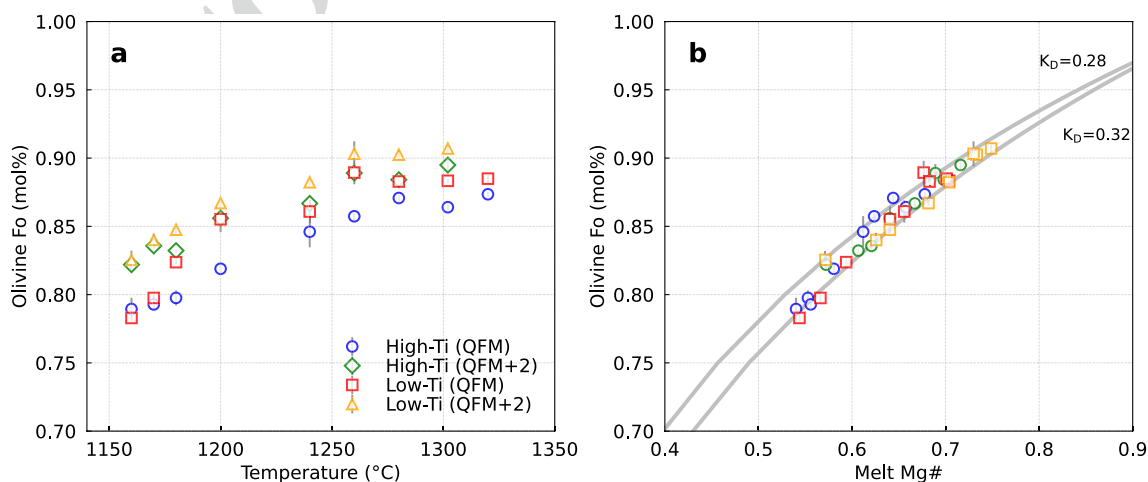 a
Olivine Fo (mol%)
1.00
0.95
0.90
0.85
0.80
0.75
0.70
1150
1200
1250
1300
1350
Temperature (°C)
High-Ti (QFM)
High-Ti (QFM+2)
Low-Ti (QFM)
Low-Ti (QFM+2)
b
Olivine Fo (mol%)
1.00
0.95
0.90
0.85
0.80
0.75
0.70
0.4
0.5
0.6
0.7
0.8
0.9
Melt Mg#
K_D=0.28
K_D=0.32